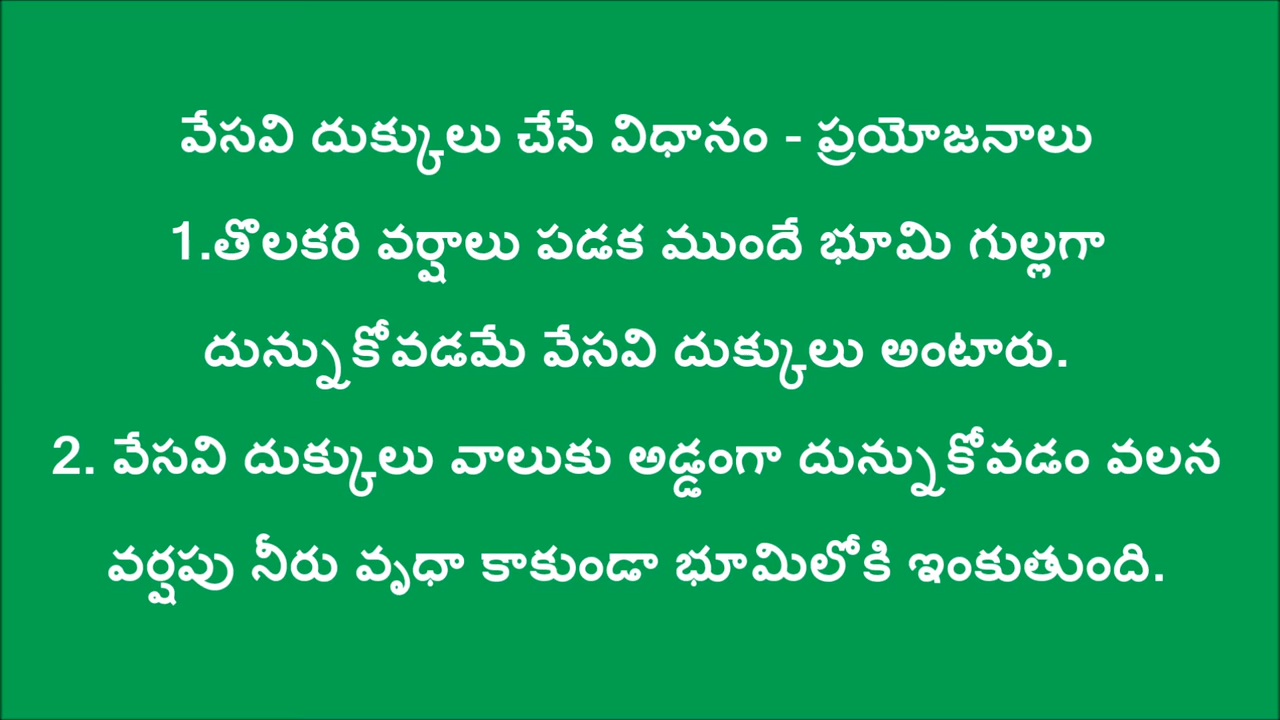 వేసవి దుక్కులు చేసే విధానం - ప్రయోజనాలు
1.తొలకరి వర్షాలు పడక ముందే భూమి గుల్లగా
దున్నుకోవడమే వేసవి దుక్కులు అంటారు.
2. వేసవి దుక్కులు వాలుకు అడ్డంగా దున్నుకోవడం వలన
వర్షపు నీరు వృధా కాకుండా భూమిలోకి ఇంకుతుంది.